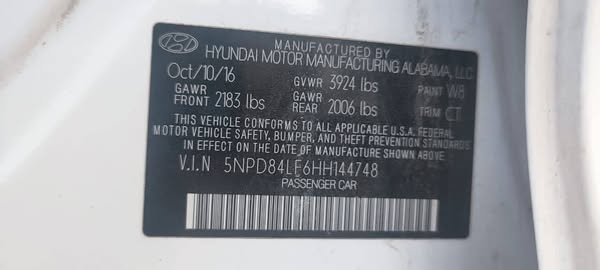 MANUFACTURED BY
HYUNDAI MOTOR MANUFACTURING ALABAMA, LLC
Oct/10/16 GVWR 3924 lbs PAINT W8
GAWR FRONT 2183 lbs GAWR REAR 2006 lbs TRIM CT
THIS VEHICLE CONFORMS TO ALL APPLICABLE U.S.A. FEDERAL
MOTOR VEHICLE SAFETY, BUMPER, AND THEFT PREVENTION STANDARDS
IN EFFECT ON THE DATE OF MANUFACTURE SHOWN ABOVE.
V.I.N 5NPD84LF6HH144748
PASSENGER CAR